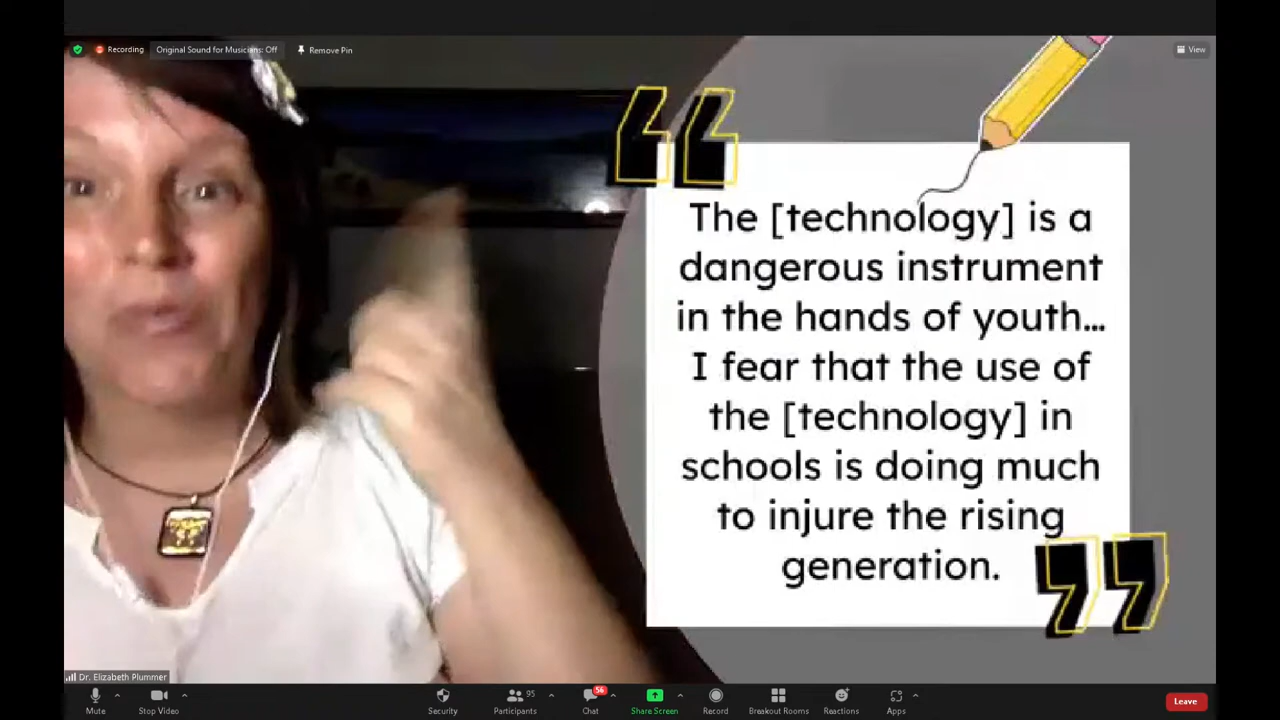 Recording
Original Sound for Musicians: Off
Remove Pin
View
The [technology] is a
dangerous instrument
in the hands of youth...
I fear that the use of
the [technology] in
schools is doing much
to injure the rising
generation.
Dr. Elizabeth Plummer
Mute
Stop Video
Security
Participants
95
Chat
56
Share Screen
Record
Breakout Rooms
Reactions
Apps
Leave